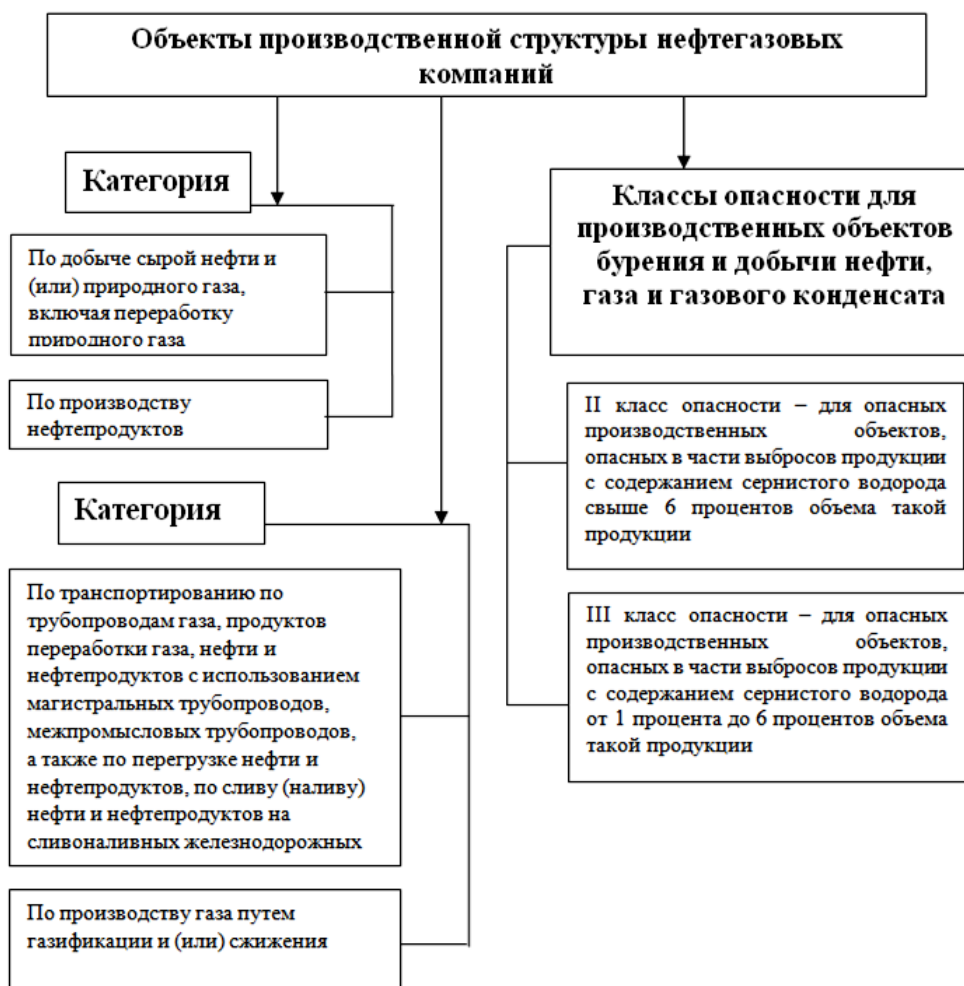 Объекты производственной структуры нефтегазовых
компаний
Категория
По добыче сырой нефти и
(или) природного газа,
включая переработку
природного газа
По производству
нефтепродуктов
Категория
По транспортированию по
трубопроводам газа, продуктов
переработки газа, нефти и
нефтепродуктов с использованием
магистральных трубопроводов,
межпромысловых трубопроводов,
а также по перегрузке нефти и
нефтепродуктов, по сливу (наливу)
нефти и нефтепродуктов на
сливоналивных железнодорожных
По производству газа путем
газификации и (или) сжижения
Классы опасности для
производственных объектов
бурения и добычи нефти,
газа и газового конденсата
II класс опасности – для опасных
производственных объектов,
опасных в части выбросов продукции
с содержанием сернистого водорода
свыше 6 процентов объема такой
продукции
III класс опасности – для опасных
производственных объектов,
опасных в части выбросов продукции
с содержанием сернистого водорода
от 1 процента до 6 процентов объема
такой продукции